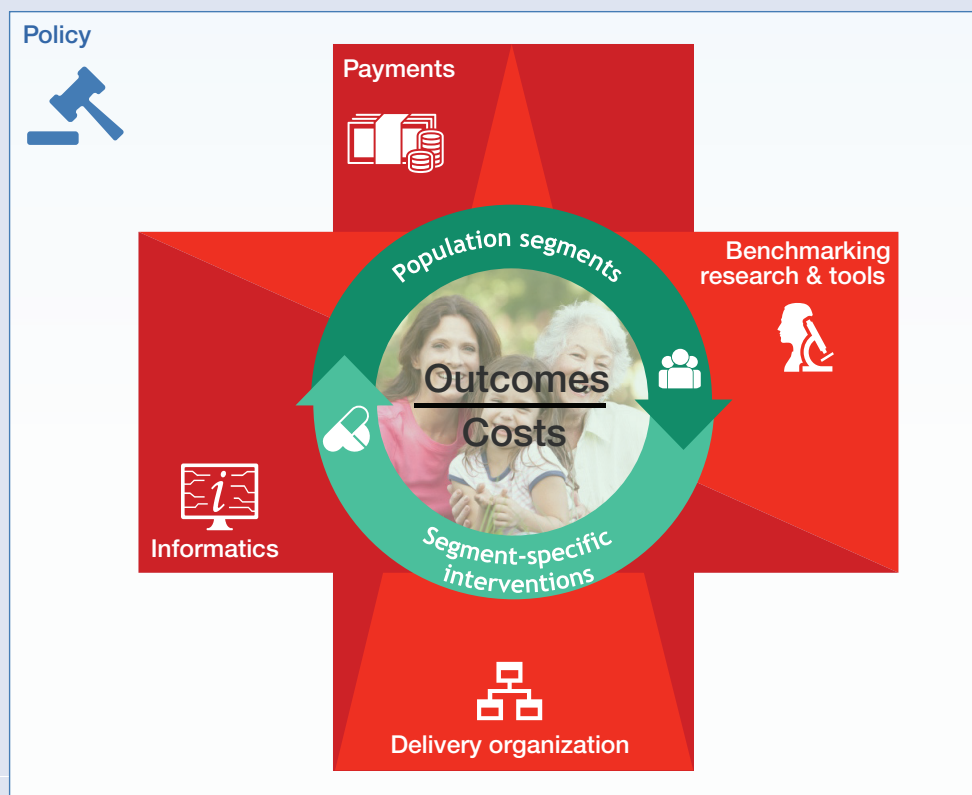 Policy
Payments
Population segments
Benchmarking
research & tools
Outcomes
Costs
Informatics
Segment-specific
interventions
Delivery organization